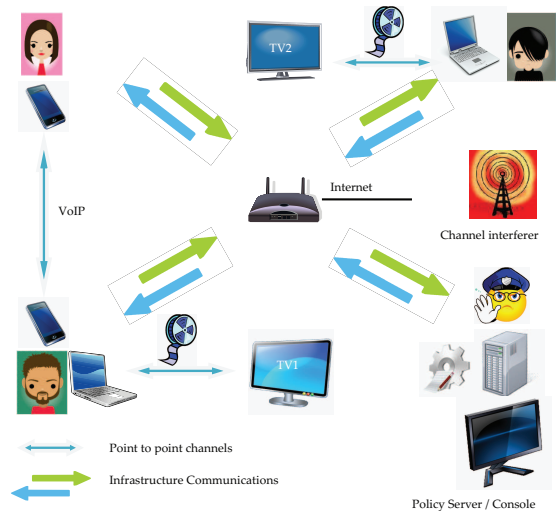 TV2
Internet
VoIP
Channel interferer
TV1
Point to point channels
Infrastructure Communications
Policy Server / Console